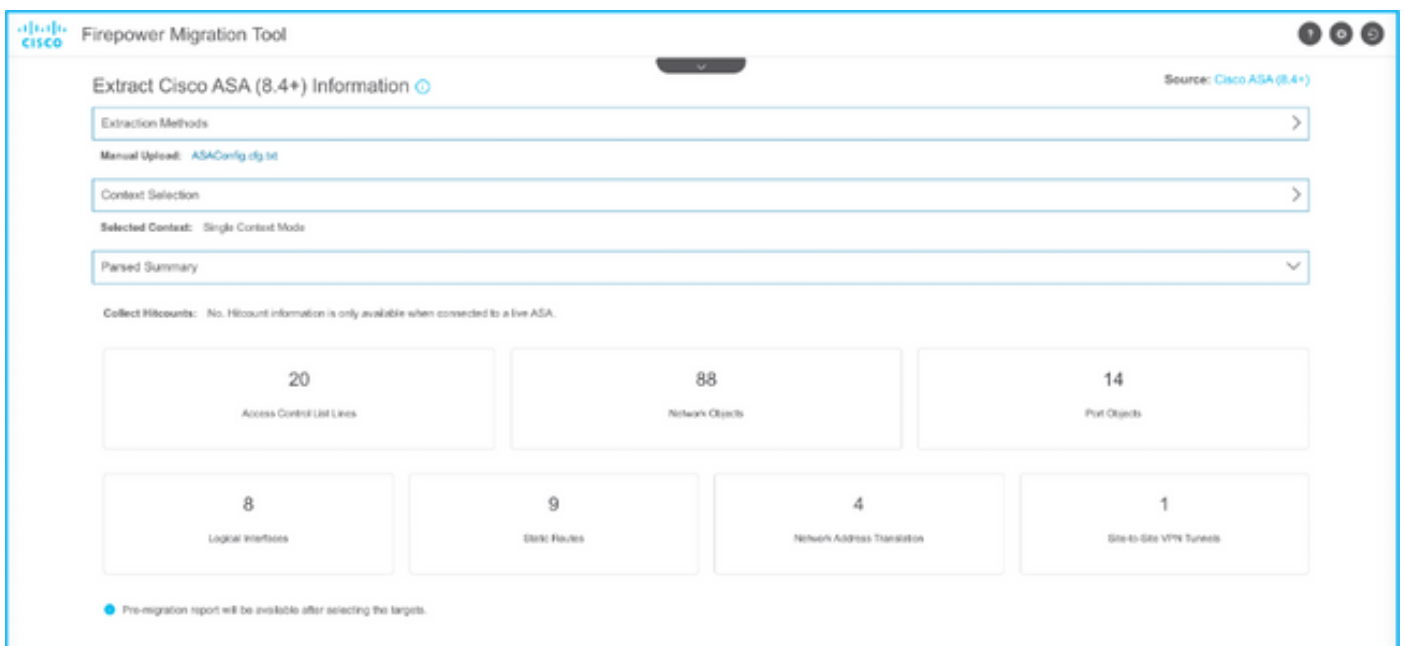 CISCO Firepower Migration Tool
Extract Cisco ASA (8.4+) Information
Source: Cisco ASA (8.4+)
Extraction Methods
Manual Upload: ASAConfig.cfg.txt
Context Selection
Selected Context: Single Context Mode
Parsed Summary
Collect Hitcounts: No. Hitcount information is only available when connected to a live ASA.
20 88 14
Access Control List Lines Network Objects Port Objects
8 9 4 1
Logical Interfaces Static Routes Network Address Translation Site-to-Site VPN Tunnels
Pre-migration report will be available after selecting the targets.